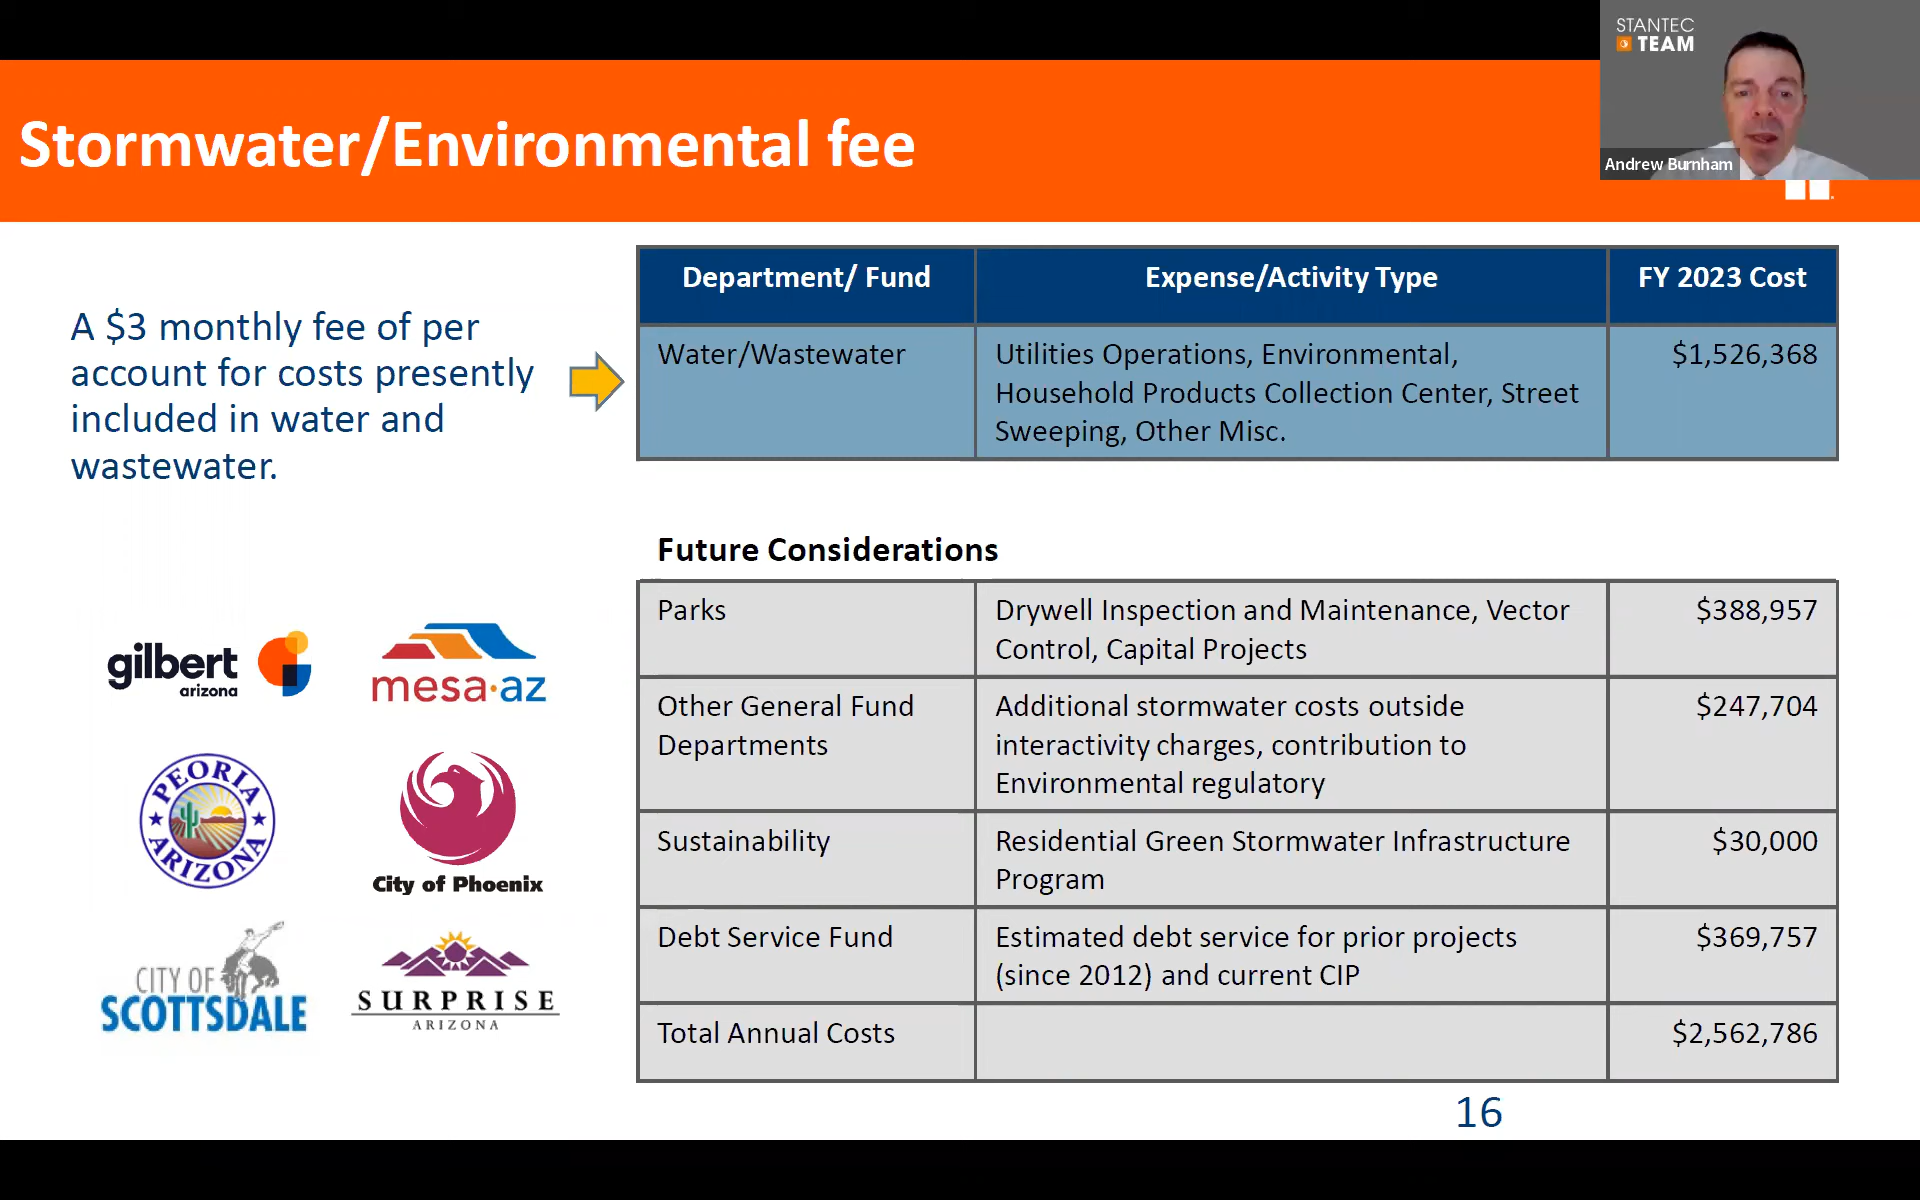 STANTEC
TEAM
Andrew Burnham
Stormwater/Environmental fee
A $3 monthly fee of per
account for costs presently
included in water and
wastewater.
Department/ Fund
Expense/Activity Type
FY 2023 Cost
Water/Wastewater
Utilities Operations, Environmental,
Household Products Collection Center, Street
Sweeping, Other Misc.
$1,526,368
Future Considerations
Parks
Drywell Inspection and Maintenance, Vector
Control, Capital Projects
$388,957
Other General Fund
Departments
Additional stormwater costs outside
interactivity charges, contribution to
Environmental regulatory
$247,704
Sustainability
Residential Green Stormwater Infrastructure
Program
$30,000
Debt Service Fund
Estimated debt service for prior projects
(since 2012) and current CIP
$369,757
Total Annual Costs
$2,562,786
gilbert
arizona
mesa·az
PEORIA
ARIZONA
City of Phoenix
CITY OF
SCOTTSDALE
SURPRISE
ARIZONA
16